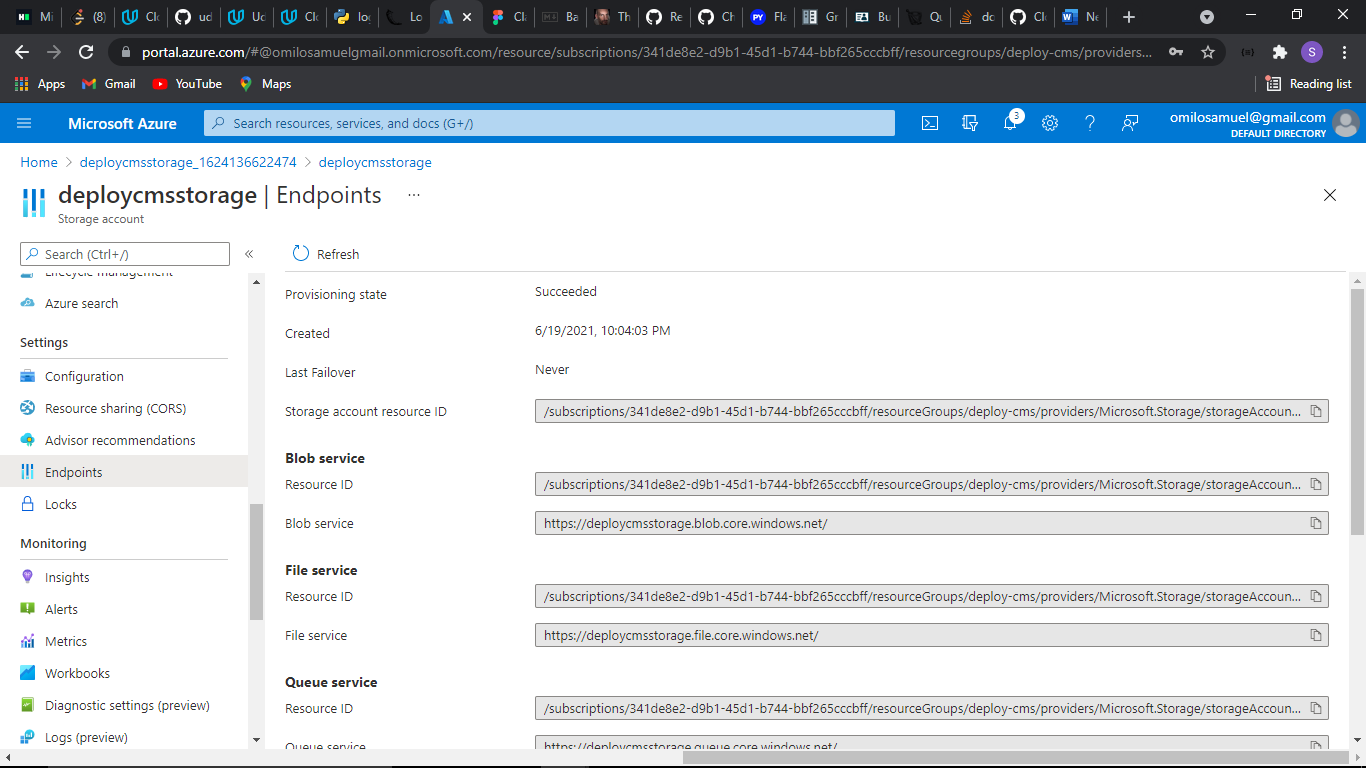 Mi
(8)
Clo
ud
Uc
Clo
log
Lo
A
Cla
Ba
Th
Re
Ch
Fla
Gr
Bu
Qu
do
Clo
Ne
portal.azure.com/#@omilosamuelgmail.onmicrosoft.com/resource/subscriptions/341de8e2-d9b1-45d1-b744-bbf265cccbff/resourcegroups/deploy-cms/providers...
S
Apps
Gmail
YouTube
Maps
Reading list
Microsoft Azure
Search resources, services, and docs (G+/)
3
omilosamuel@gmail.com
DEFAULT DIRECTORY
Home > deploycmsstorage_1624136622474 > deploycmsstorage
deploycmsstorage | Endpoints ...
Storage account
Search (Ctrl+/)
«
Refresh
Lifecycle management
Azure search
Settings
Configuration
Resource sharing (CORS)
Advisor recommendations
Endpoints
Locks
Monitoring
Insights
Alerts
Metrics
Workbooks
Diagnostic settings (preview)
Logs (preview)
Provisioning state Succeeded
Created 6/19/2021, 10:04:03 PM
Last Failover Never
Storage account resource ID /subscriptions/341de8e2-d9b1-45d1-b744-bbf265cccbff/resourceGroups/deploy-cms/providers/Microsoft.Storage/storageAccoun...
Blob service
Resource ID /subscriptions/341de8e2-d9b1-45d1-b744-bbf265cccbff/resourceGroups/deploy-cms/providers/Microsoft.Storage/storageAccoun...
Blob service https://deploycmsstorage.blob.core.windows.net/
File service
Resource ID /subscriptions/341de8e2-d9b1-45d1-b744-bbf265cccbff/resourceGroups/deploy-cms/providers/Microsoft.Storage/storageAccoun...
File service https://deploycmsstorage.file.core.windows.net/
Queue service
Resource ID /subscriptions/341de8e2-d9b1-45d1-b744-bbf265cccbff/resourceGroups/deploy-cms/providers/Microsoft.Storage/storageAccoun...
Queue service https://deploycmsstorage.queue.core.windows.net/